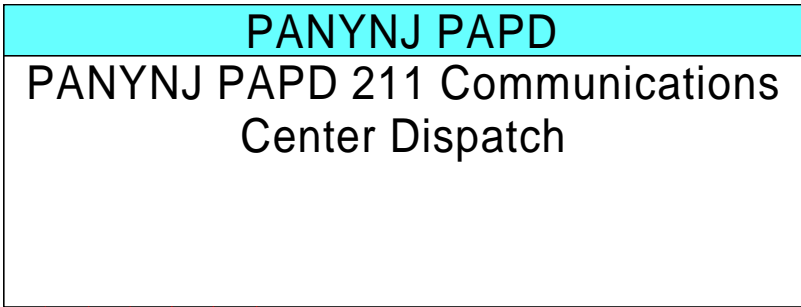 PANYNJ PAPD
PANYNJ PAPD 211 Communications
Center Dispatch